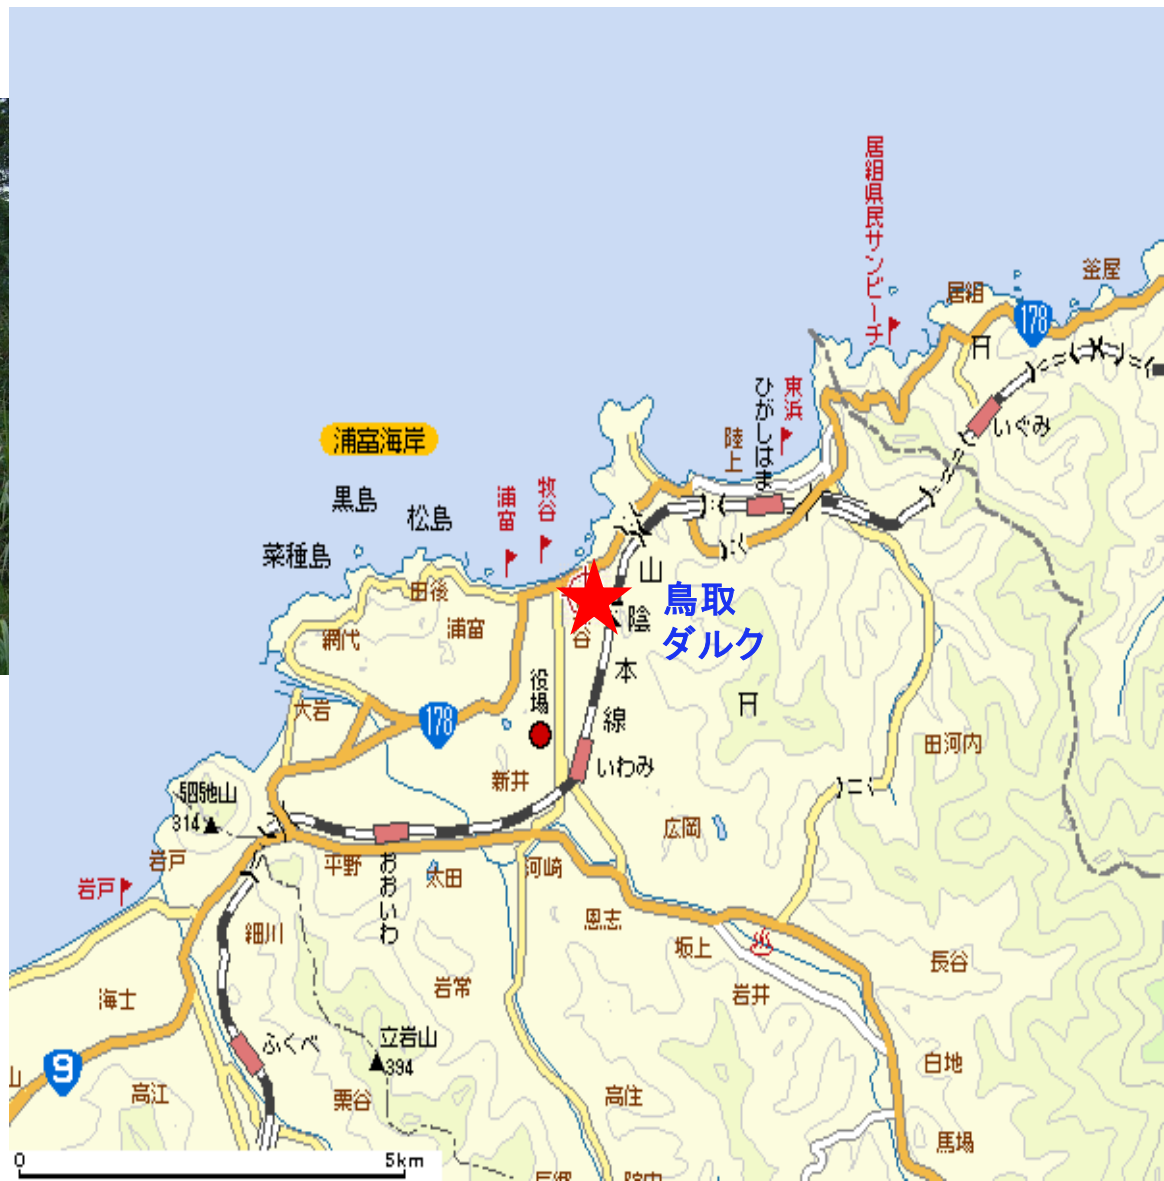 居組県民サンビーチ
釜屋
居組
178
東浜
ひがしはま
陸上
いぐみ
浦富海岸
黒島
松島
菜種島
浦富
牧谷
田後
網代
浦富
谷
山陰本線
鳥取
ダルク
役場
大岩
178
新井
いわみ
田河内
314
岩戸
岩戸
平野
おおいわ
太田
河崎
広岡
恩志
坂上
岩井
長谷
細川
海士
岩常
ふくべ
立岩山
394
9
山
高江
栗谷
高住
白地
馬場
0
5km